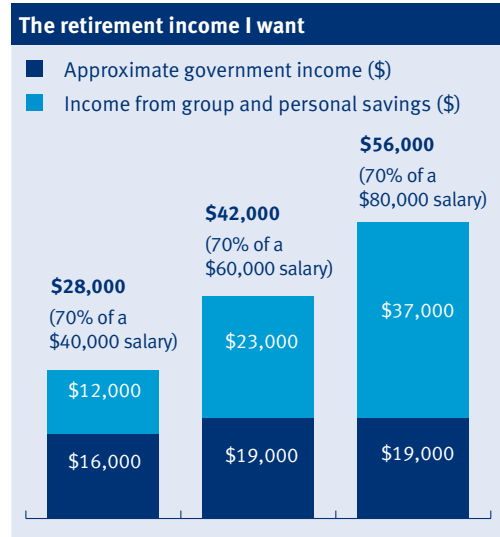 The retirement income I want
Approximate government income ($)
Income from group and personal savings ($)
$56,000
(70% of a
$80,000 salary)
$42,000
(70% of a
$60,000 salary)
$28,000
(70% of a
$40,000 salary)
$37,000
$23,000
$12,000
$16,000
$19,000
$19,000